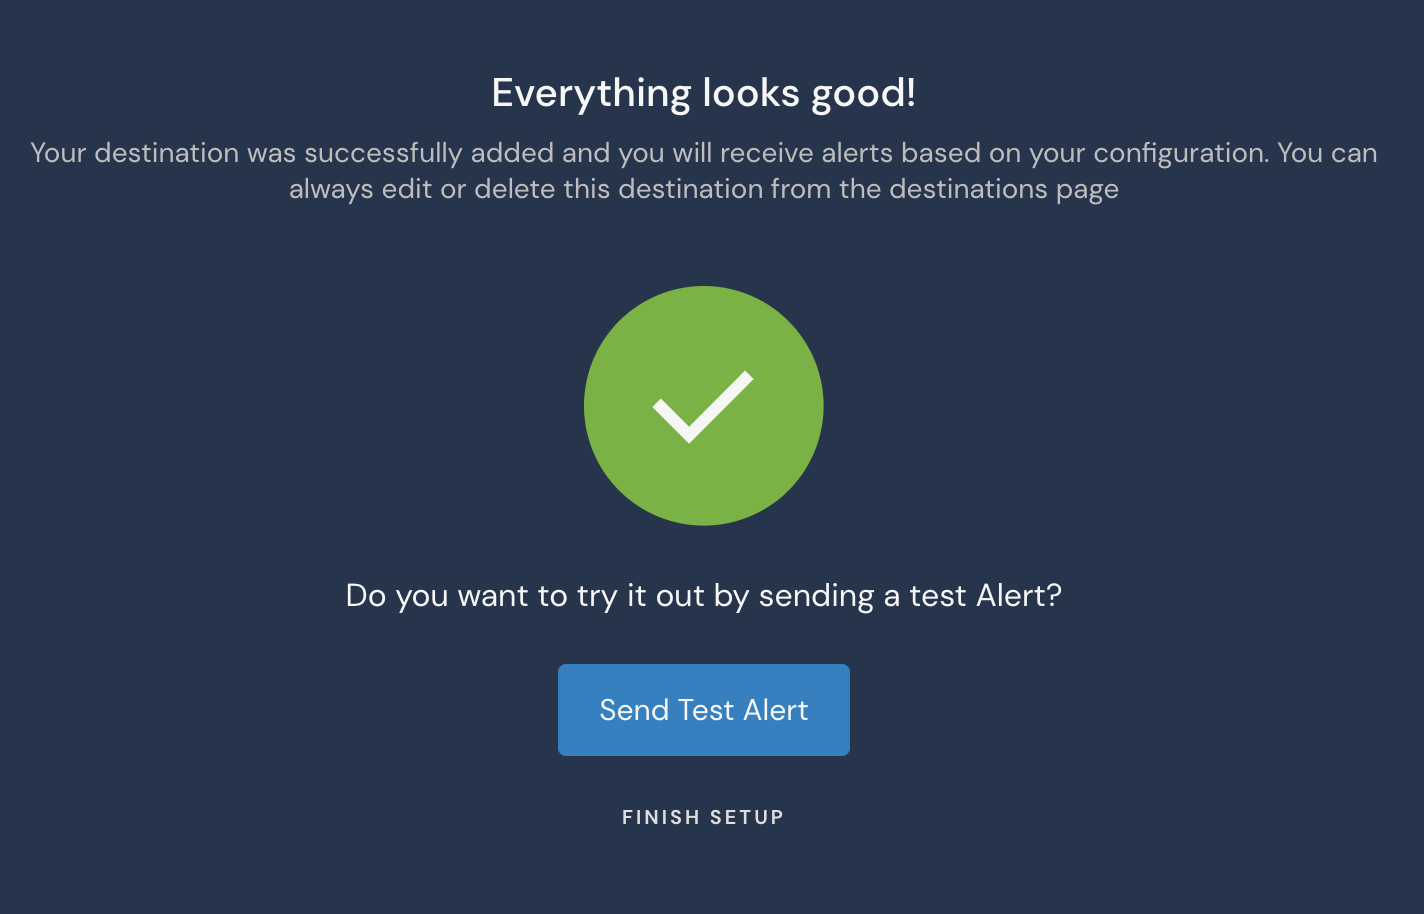 Everything looks good!
Your destination was successfully added and you will receive alerts based on your configuration. You can
always edit or delete this destination from the destinations page
Do you want to try it out by sending a test Alert?
Send Test Alert
FINISH SETUP